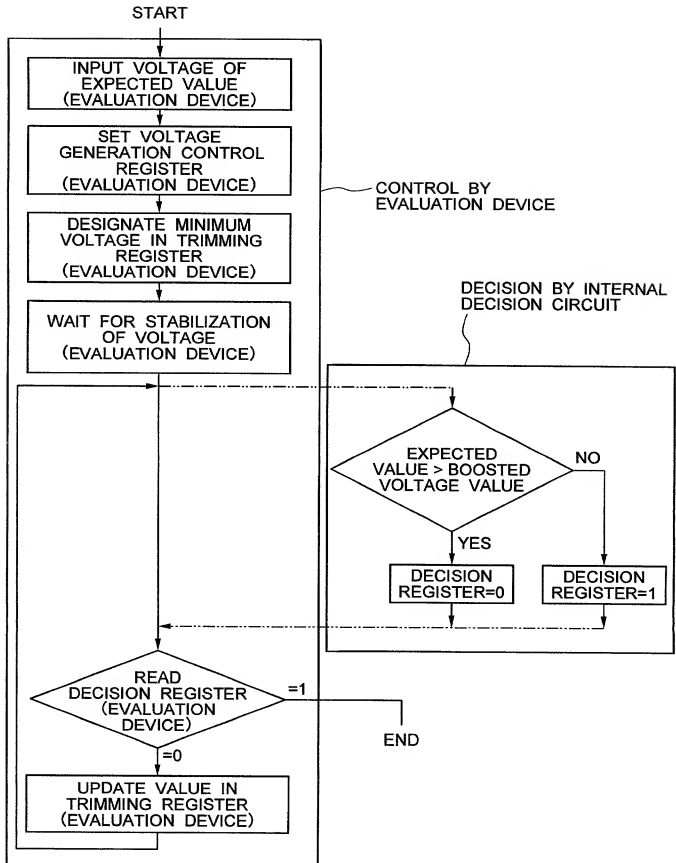 START
INPUT VOLTAGE OF
EXPECTED VALUE
(EVALUATION DEVICE)
SET VOLTAGE
GENERATION CONTROL
REGISTER
(EVALUATION DEVICE)
CONTROL BY
EVALUATION DEVICE
DESIGNATE MINIMUM
VOLTAGE IN TRIMMING
REGISTER
(EVALUATION DEVICE)
DECISION BY INTERNAL
DECISION CIRCUIT
WAIT FOR STABILIZATION
OF VOLTAGE
(EVALUATION DEVICE)
EXPECTED
VALUE > BOOSTED
VOLTAGE VALUE
NO
YES
DECISION
REGISTER=0
DECISION
REGISTER=1
READ
DECISION REGISTER
(EVALUATION
DEVICE)
=1
END
=0
UPDATE VALUE IN
TRIMMING REGISTER
(EVALUATION DEVICE)